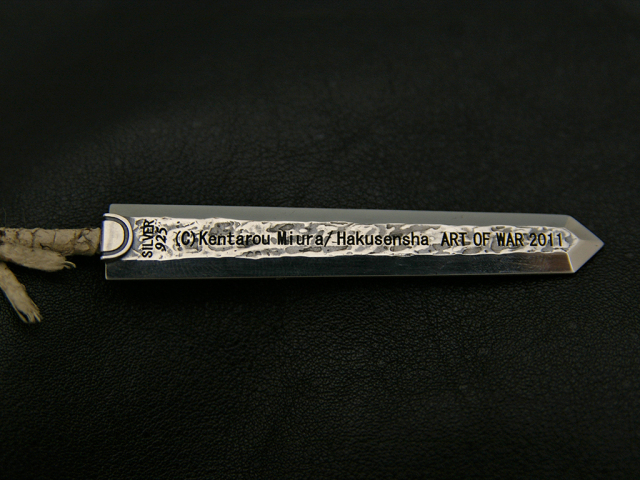 SILVER
925
(C)Kentarou Miura/Hakusensha ART OF WAR 2011